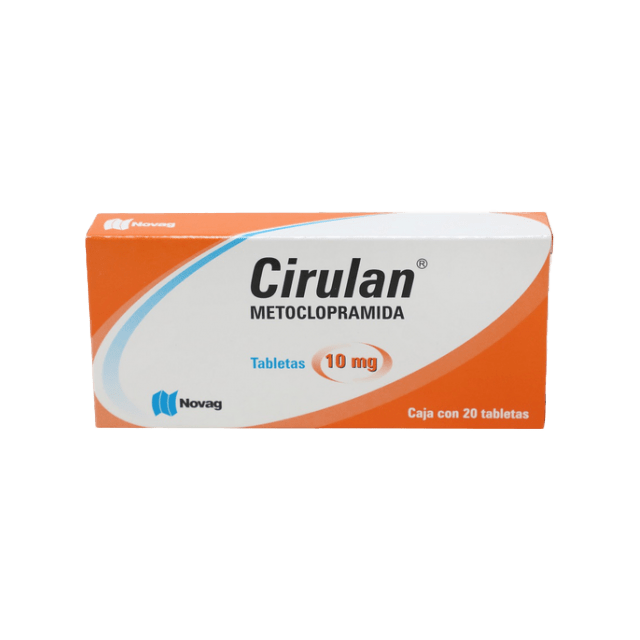 Novag
Cirulan®
METOCLOPRAMIDA
Tabletas 10 mg
Novag
Caja con 20 tabletas